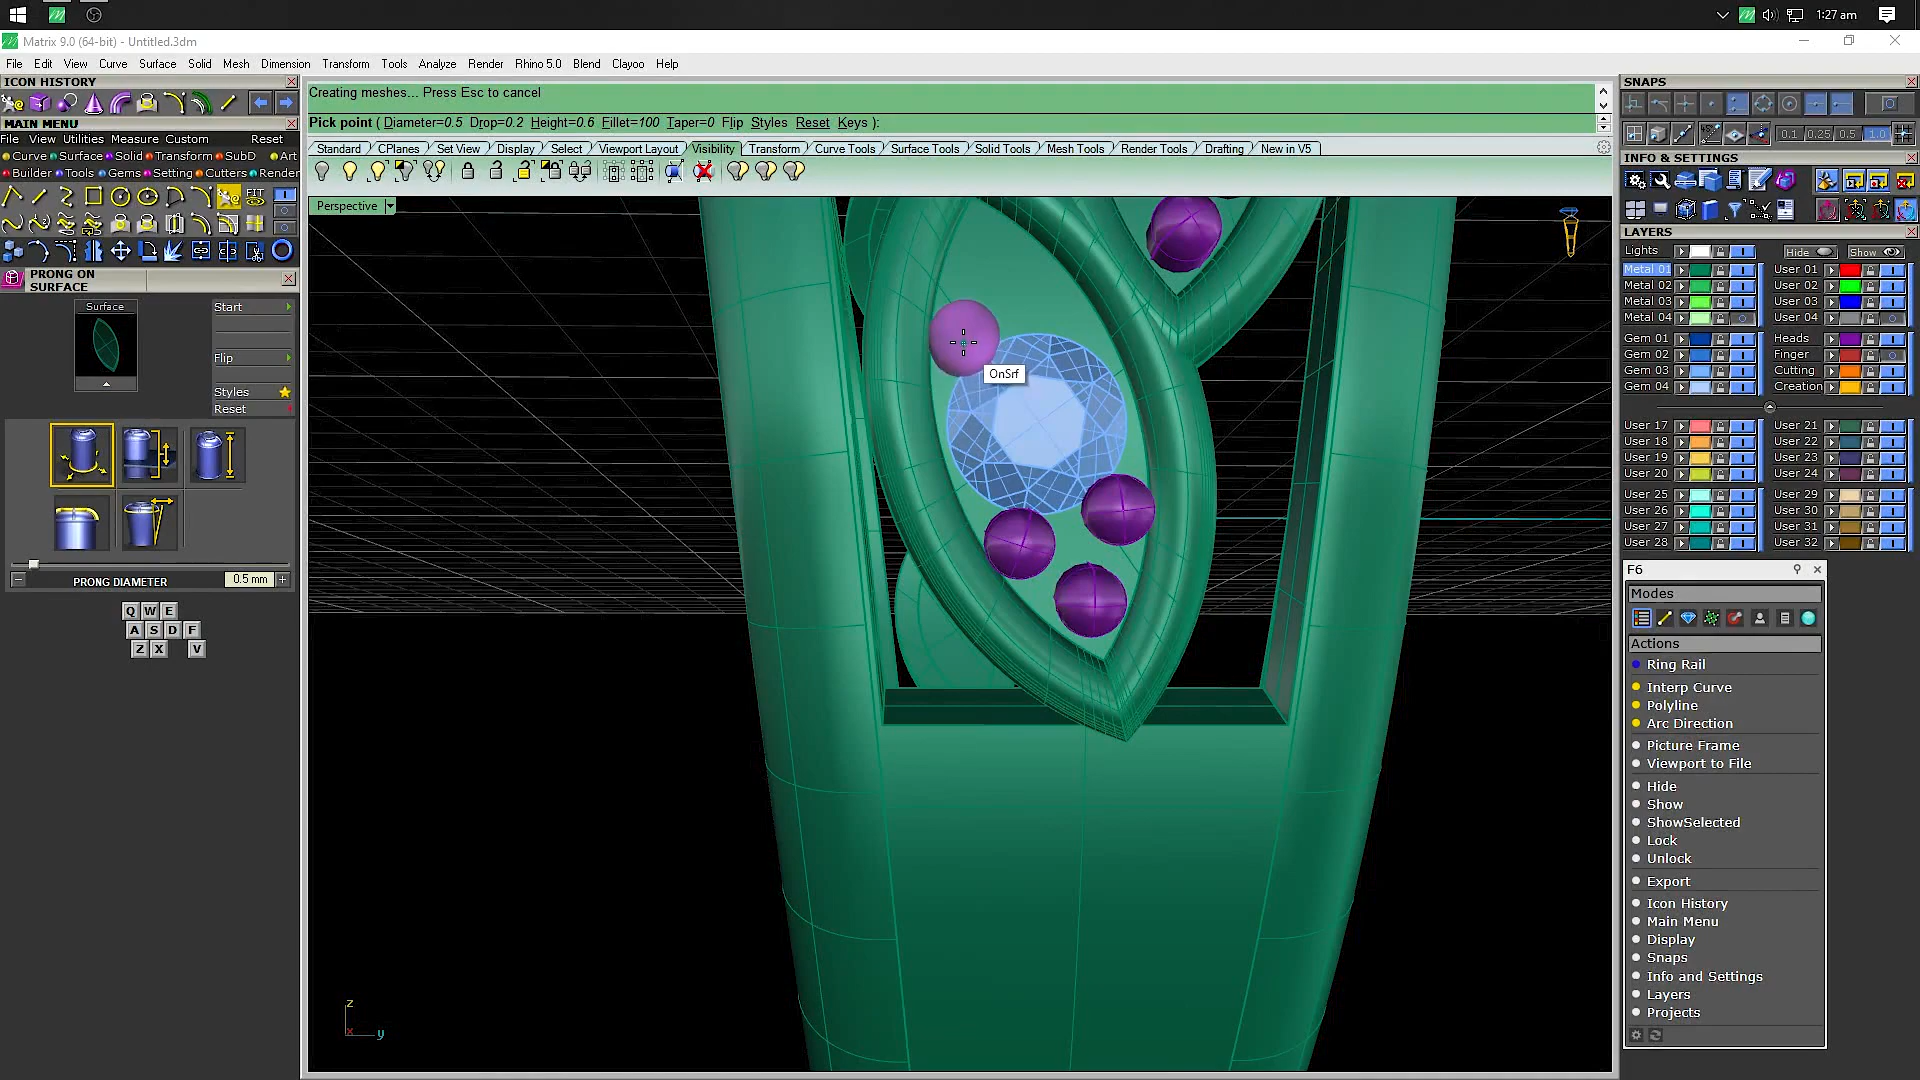 1:27 am
Matrix 9.0 (64-bit) - Untitled.3dm
File Edit View Curve Surface Solid Mesh Dimension Transform Tools Analyze Render Rhino 5.0 Blend Clayoo Help
ICON HISTORY
Creating meshes... Press Esc to cancel
Pick point ( Diameter=0.5 Drop=0.2 Height=0.6 Fillet=100 Taper=0 Flip Styles Reset Keys ):
MAIN MENU
File View Utilities Measure Custom Reset
Curve Surface Solid Transform SubD Art
Builder Tools Gems Setting Cutters Render
FIT
Standard CPlanes Set View Display Select Viewport Layout Visibility Transform Curve Tools Surface Tools Solid Tools Mesh Tools Render Tools Drafting New in V5
Perspective
PRONG ON
SURFACE
Surface
Start
Flip
Styles
Reset
PRONG DIAMETER 0.5 mm
Q W E
A S D F
Z X V
OnSrf
z
x y
SNAPS
0.1 0.25 0.5 1.0
INFO & SETTINGS
LAYERS
Lights Hide Show
Metal 01 User 01
Metal 02 User 02
Metal 03 User 03
Metal 04 User 04
Gem 01 Heads
Gem 02 Finger
Gem 03 Cutting
Gem 04 Creation
User 17 User 21
User 18 User 22
User 19 User 23
User 20 User 24
User 25 User 29
User 26 User 30
User 27 User 31
User 28 User 32
F6
Modes
Actions
Ring Rail
Interp Curve
Polyline
Arc Direction
Picture Frame
Viewport to File
Hide
Show
ShowSelected
Lock
Unlock
Export
Icon History
Main Menu
Display
Snaps
Info and Settings
Layers
Projects